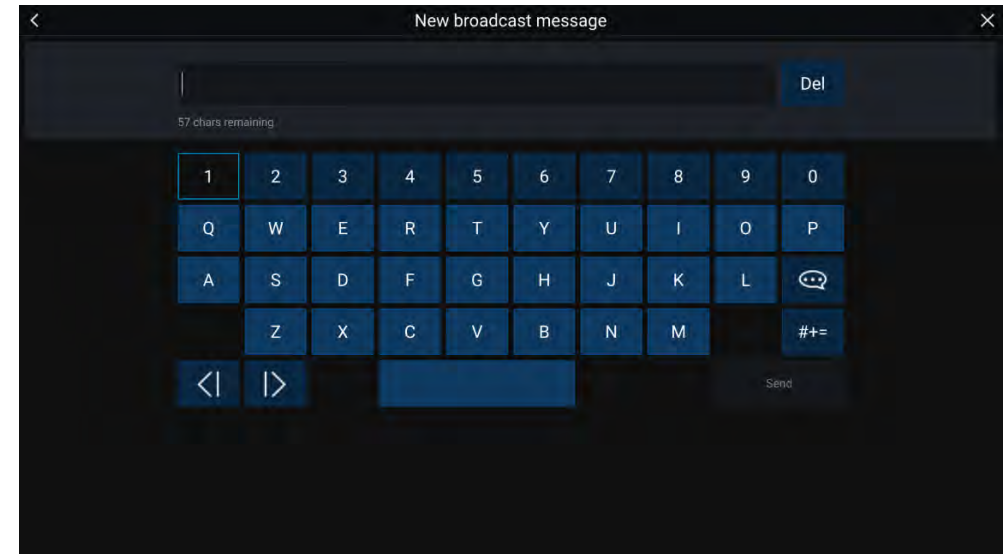 New broadcast message
Del
57 chars remaining
1 2 3 4 5 6 7 8 9 0
Q W E R T Y U I O P
A S D F G H J K L
Z X C V B N M #+=
Send